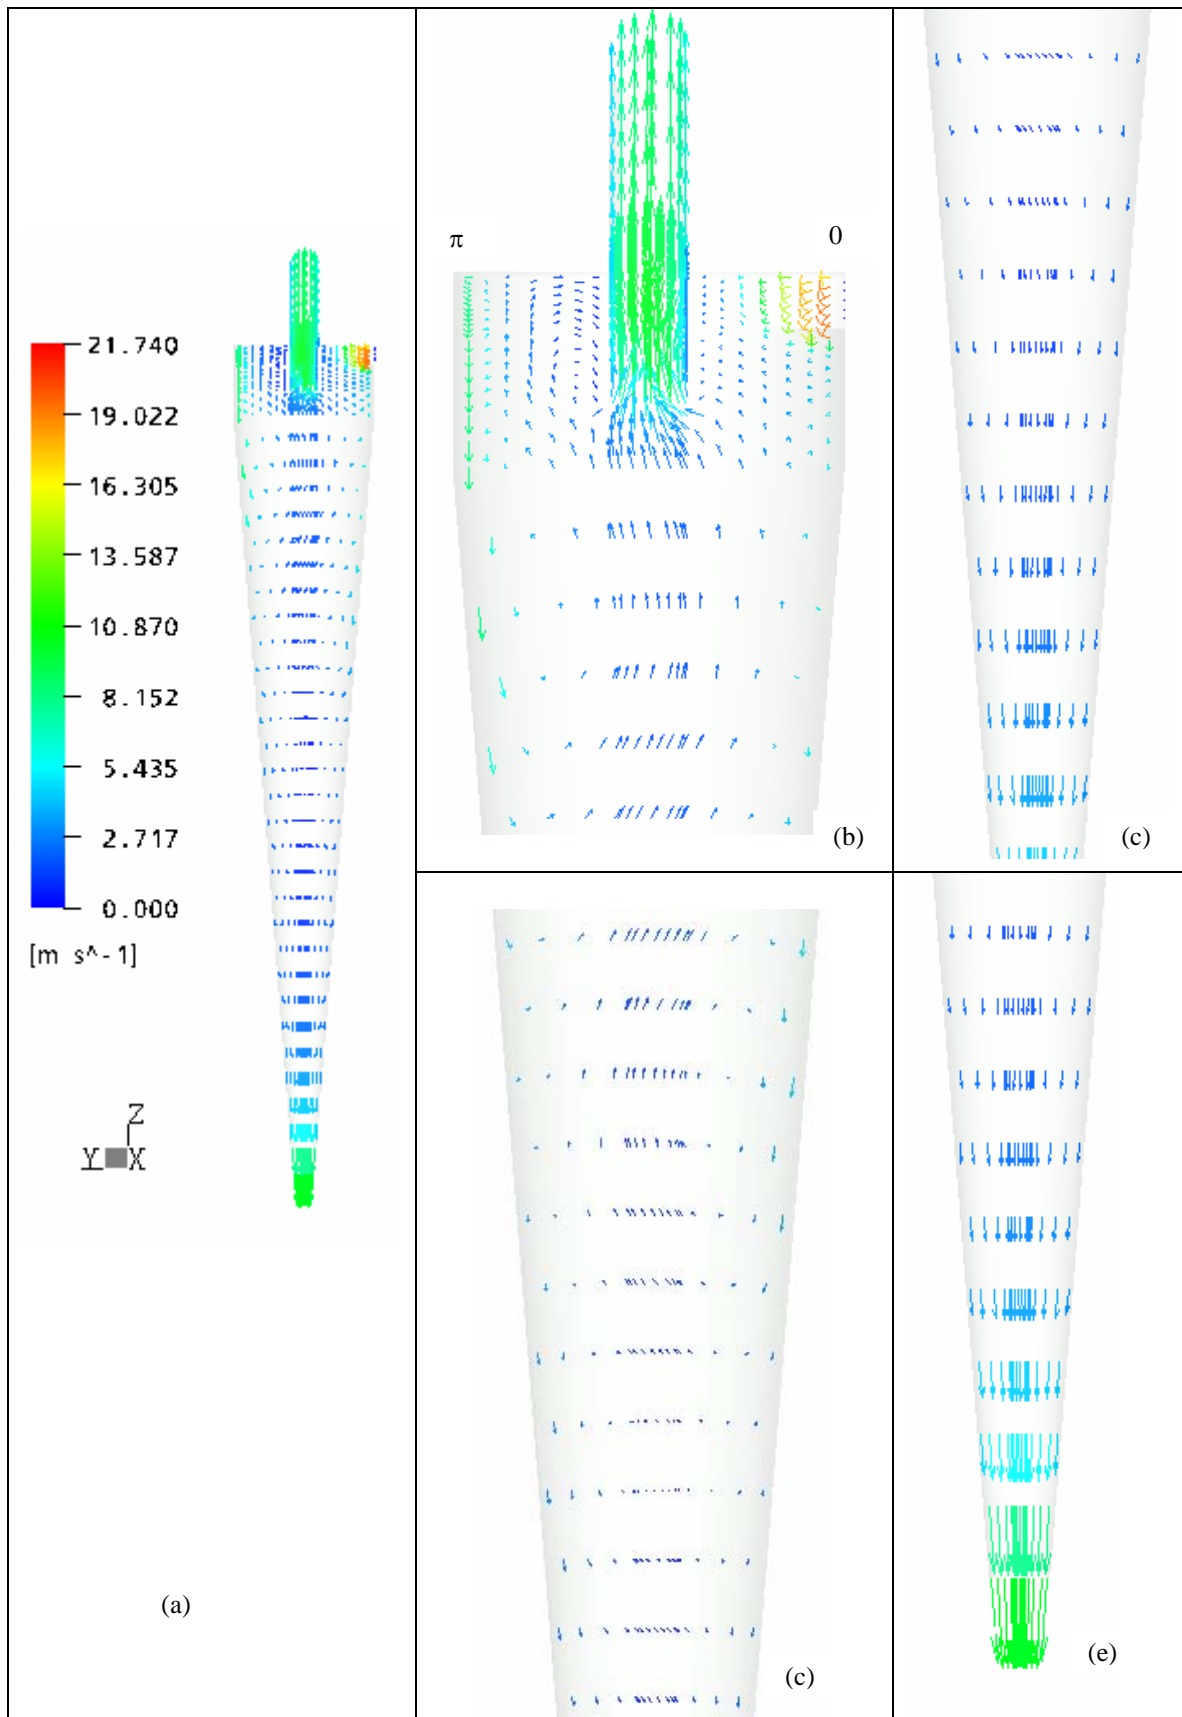 π
0
21.740
19.022
16.305
13.587
10.870
8.152
5.435
2.717
0.000
[m s^-1]
Z
Y X
(a)
(b)
(c)
(c)
(e)